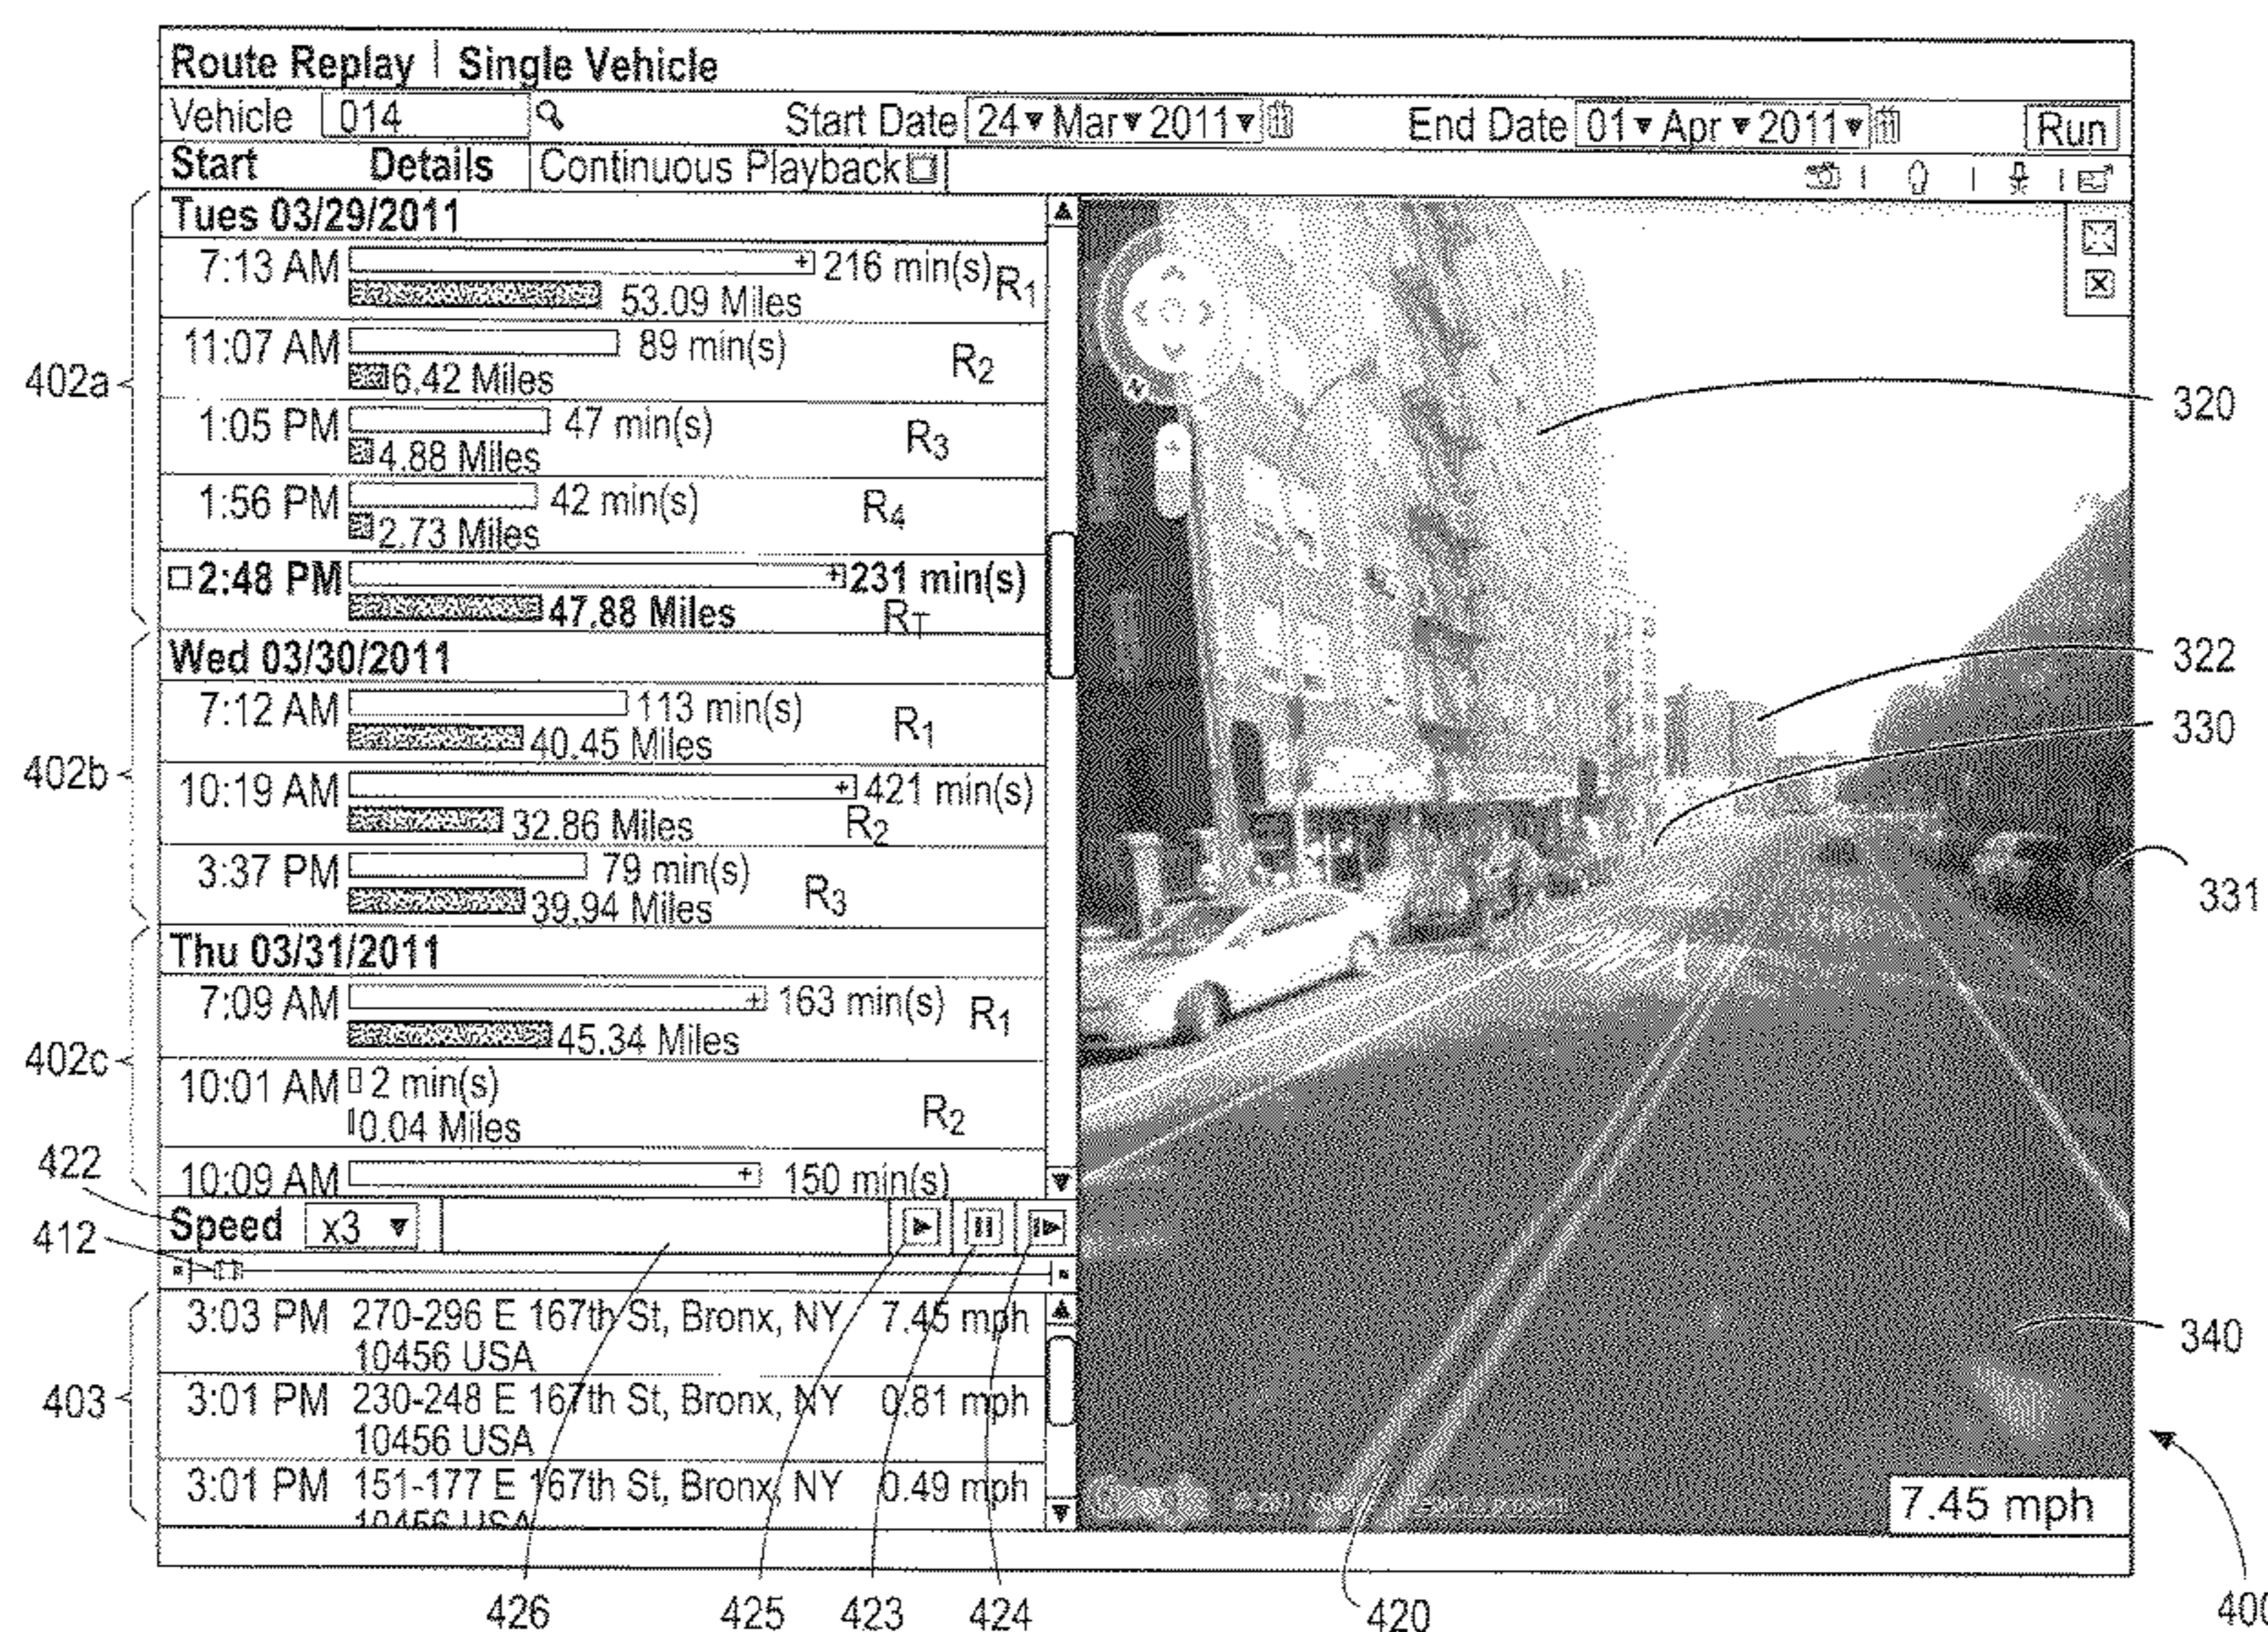 Route Replay | Single Vehicle
Vehicle 014 Start Date 24 Mar 2011 End Date 01 Apr 2011 Run
Start Details Continuous Playback
Tues 03/29/2011
7:13 AM + 216 min(s) R1
53.09 Miles
11:07 AM 89 min(s) R2
6.42 Miles
1:05 PM 47 min(s) R3
4.88 Miles
1:56 PM 42 min(s) R4
2.73 Miles
2:48 PM + 231 min(s)
47.88 Miles RT
Wed 03/30/2011
7:12 AM 113 min(s) R1
40.45 Miles
10:19 AM + 421 min(s)
32.86 Miles R2
3:37 PM 79 min(s) R3
39.94 Miles
Thu 03/31/2011
7:09 AM + 163 min(s) R1
45.34 Miles
10:01 AM 2 min(s) R2
0.04 Miles
10:09 AM + 150 min(s)
Speed x3
3:03 PM 270-296 E 167th St, Bronx, NY 7.45 mph
10456 USA
3:01 PM 230-248 E 167th St, Bronx, NY 0.81 mph
10456 USA
3:01 PM 151-177 E 167th St, Bronx, NY 0.49 mph
10456 USA
7.45 mph
402a
402b
402c
422
412
403
320
322
330
331
340
400
426 425 423 424 420